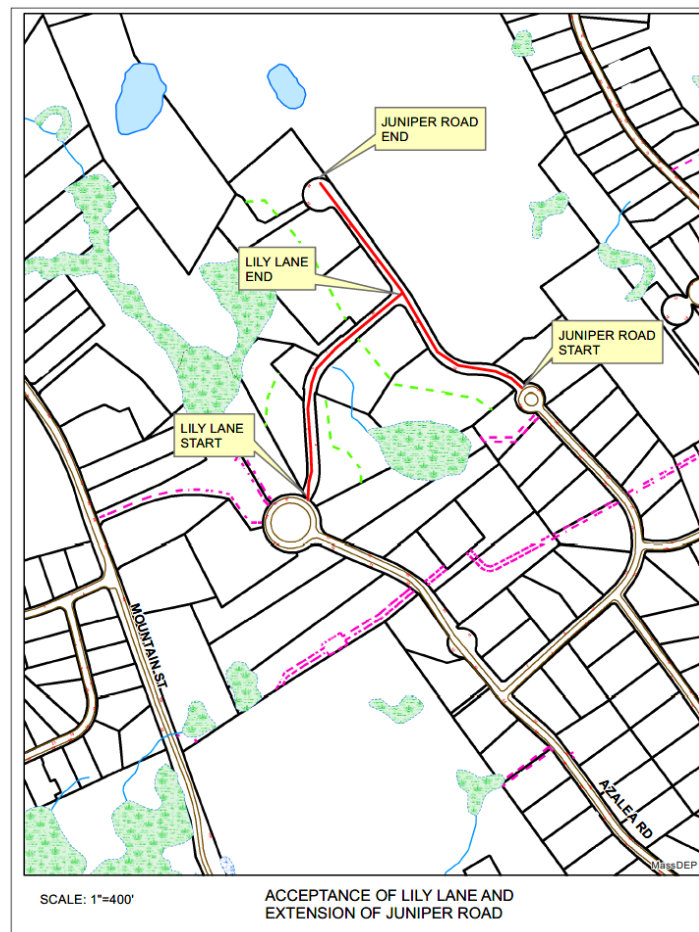 JUNIPER ROAD
END
LILY LANE
END
JUNIPER ROAD
START
LILY LANE
START
MOUNTAIN ST
AZALEA RD
MassDEP
SCALE: 1"=400'
ACCEPTANCE OF LILY LANE AND
EXTENSION OF JUNIPER ROAD